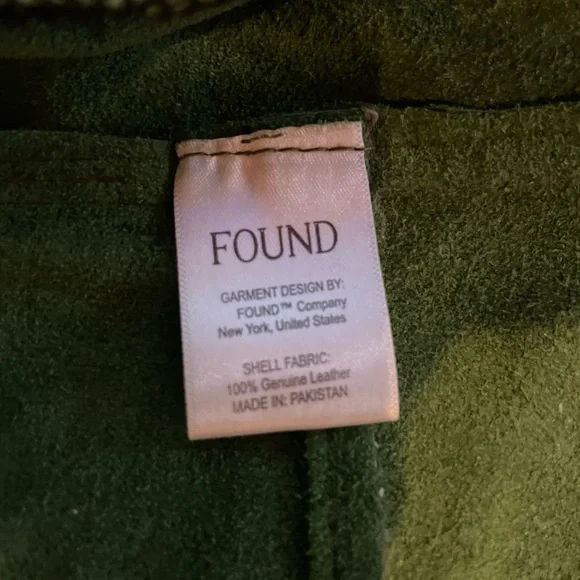 FOUND
GARMENT DESIGN BY:
FOUND™ Company
New York, United States
SHELL FABRIC:
100% Genuine Leather
MADE IN: PAKISTAN